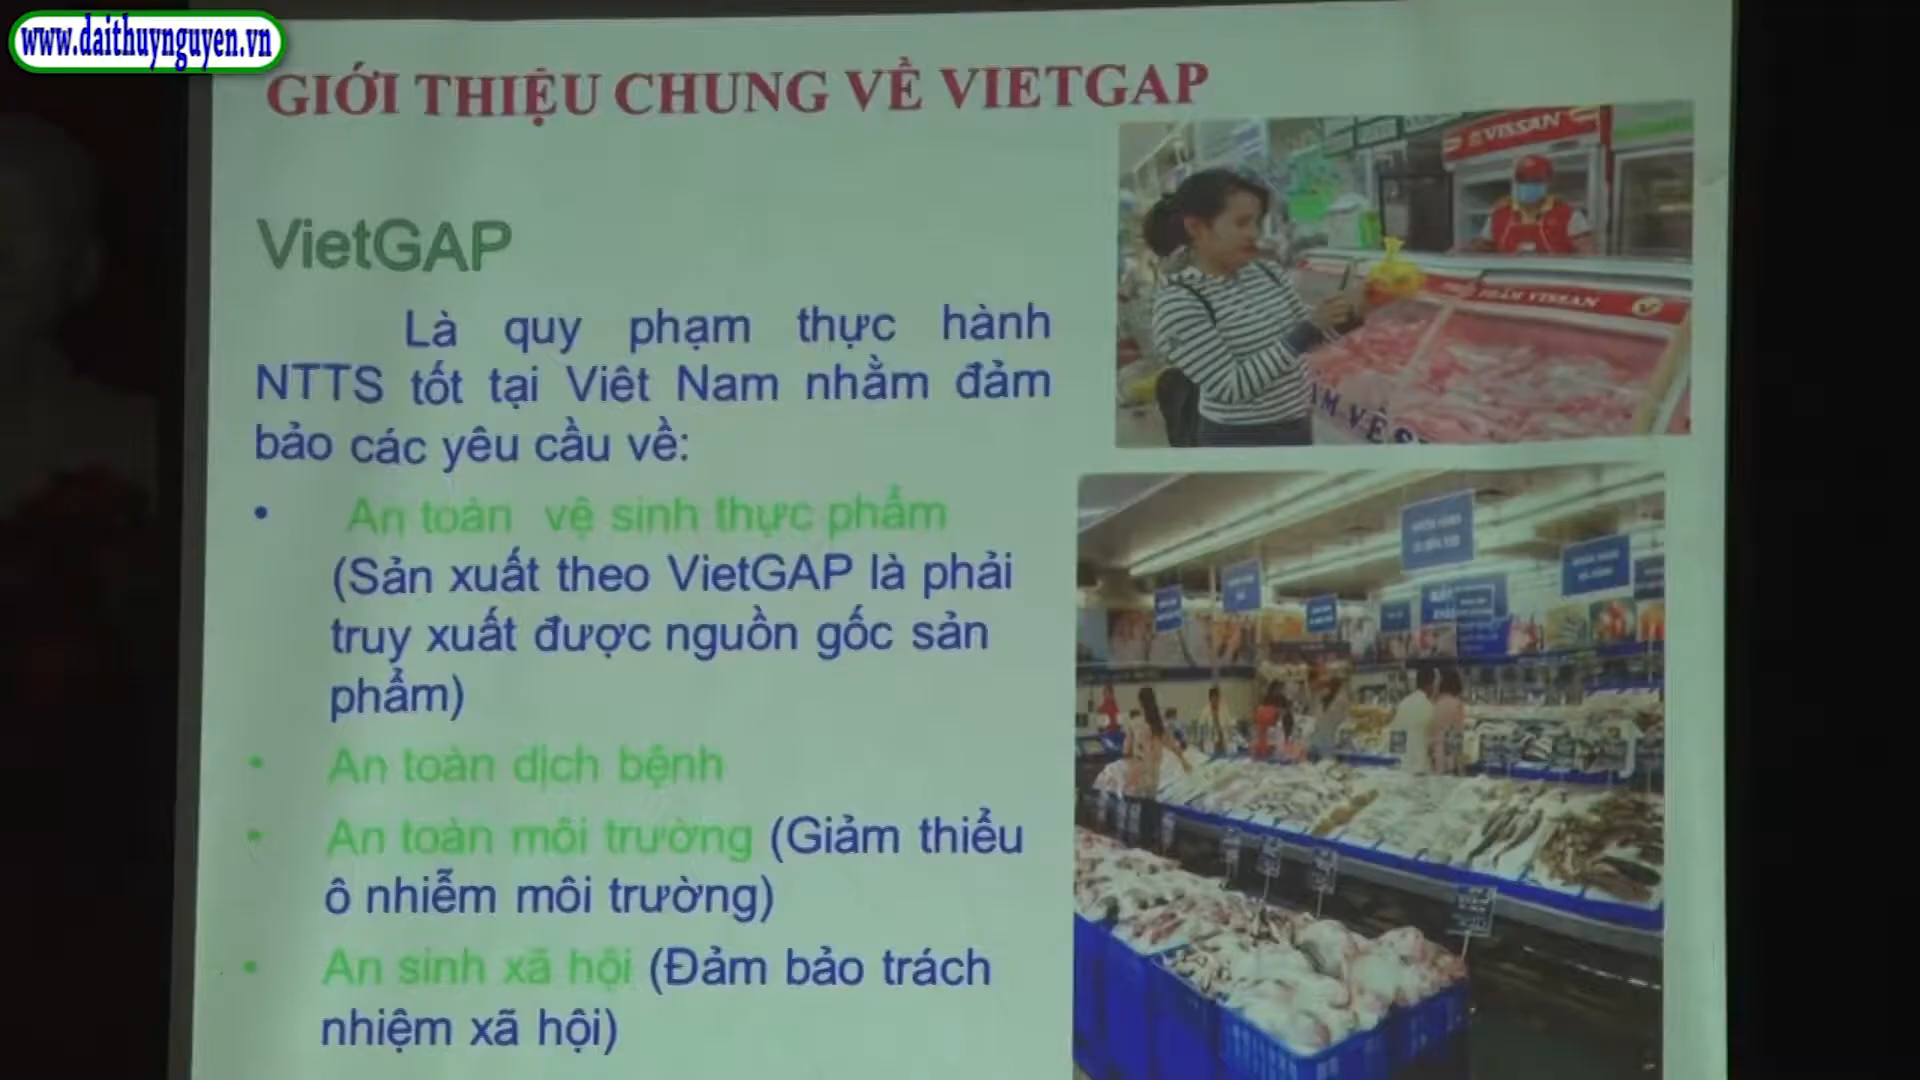 www.daithuynguyen.vn
GIỚI THIỆU CHUNG VỀ VIETGAP
VISSAN
VietGAP
Là quy phạm thực hành
NTTS tốt tại Viêt Nam nhằm đảm
bảo các yêu cầu về:
• An toàn vệ sinh thực phẩm
(Sản xuất theo VietGAP là phải
truy xuất được nguồn gốc sản
phẩm)
• An toàn dịch bệnh
• An toàn môi trường (Giảm thiểu
ô nhiễm môi trường)
• An sinh xã hội (Đảm bảo trách
nhiệm xã hội)
VISSAN